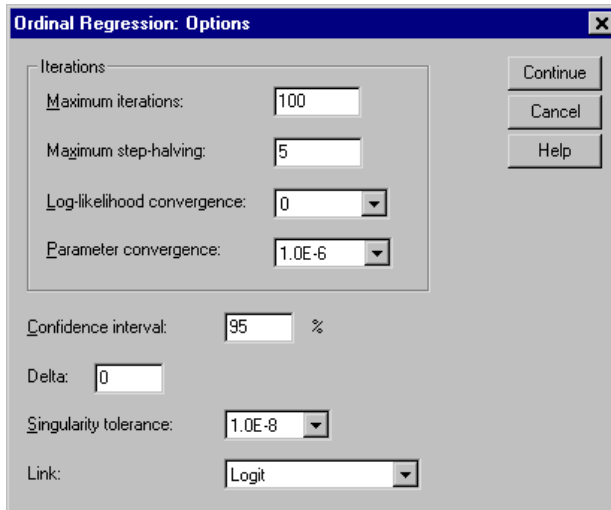 Ordinal Regression: Options
Iterations
Maximum iterations: 100
Maximum step-halving: 5
Log-likelihood convergence: 0
Parameter convergence: 1.0E-6
Continue
Cancel
Help
Confidence interval: 95 %
Delta: 0
Singularity tolerance: 1.0E-8
Link: Logit